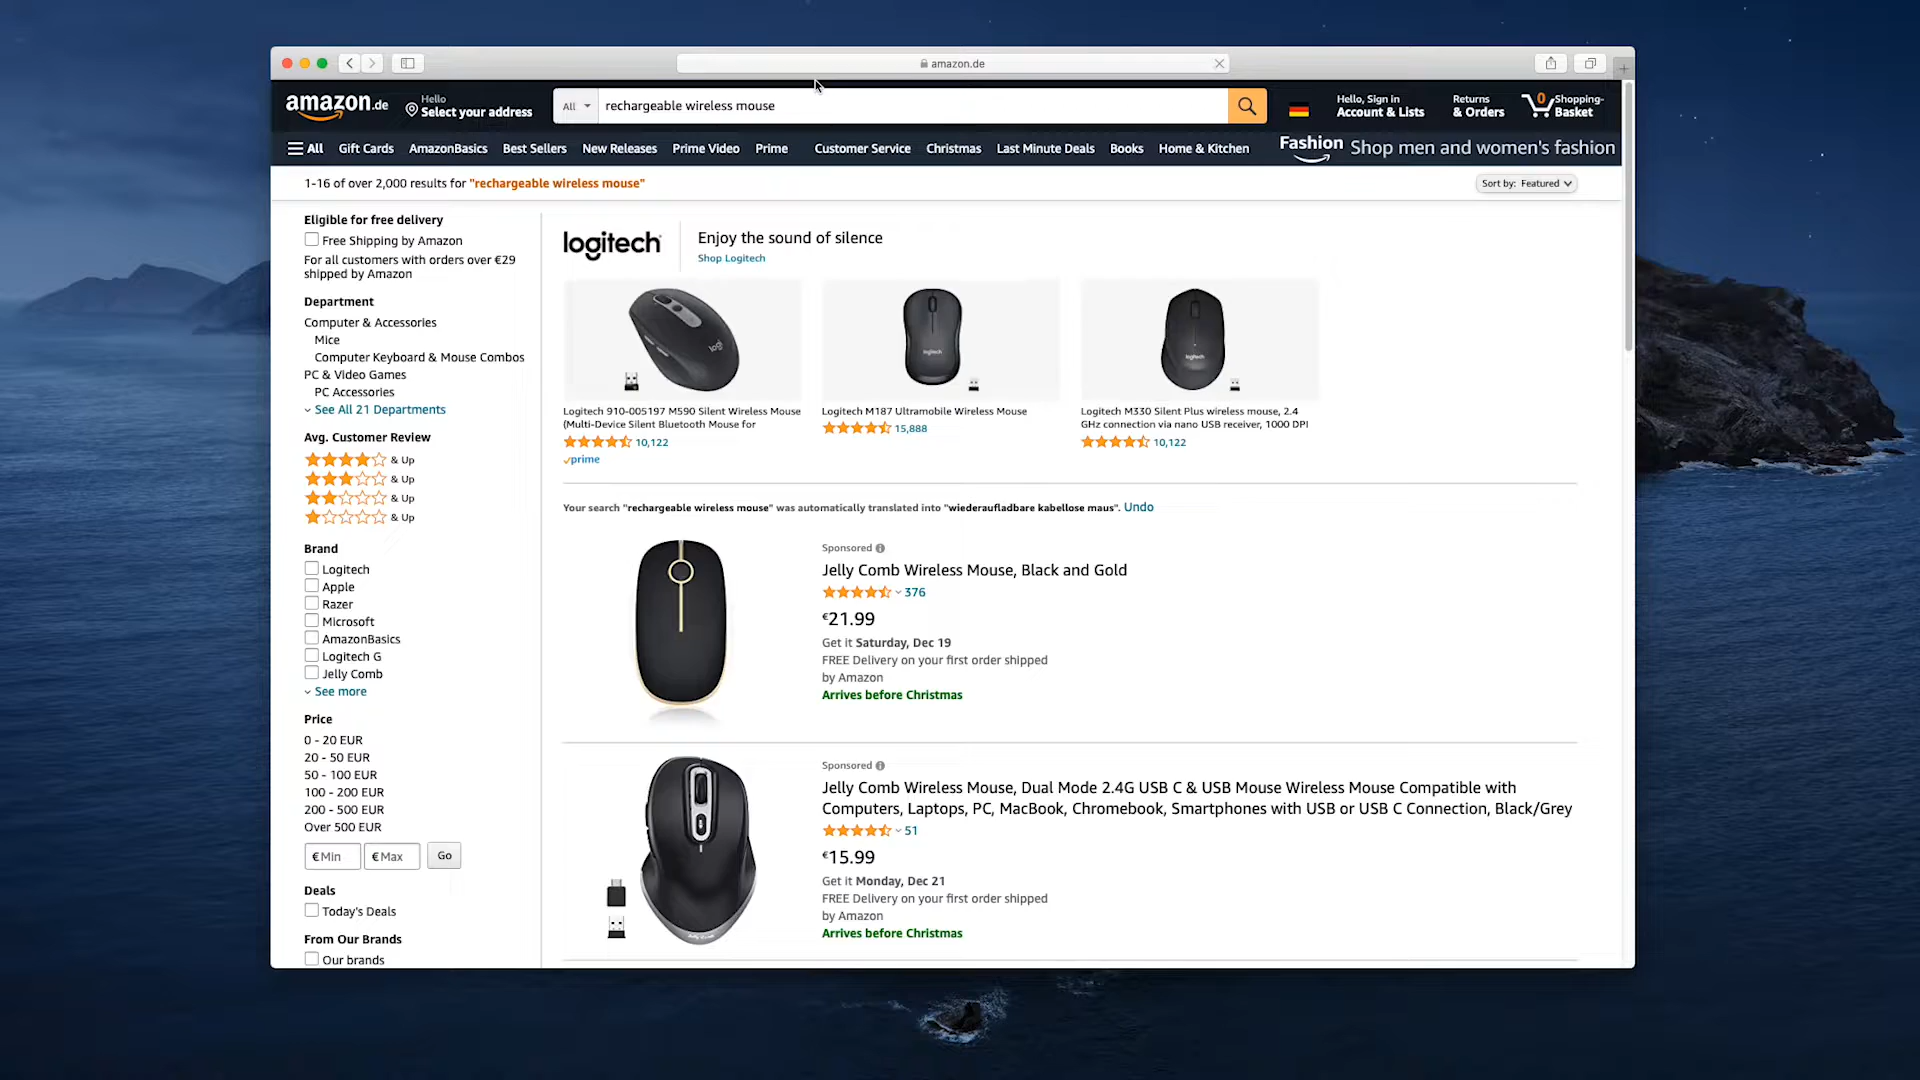 amazon.de
amazon.de
Hello
Select your address
All
rechargeable wireless mouse
Hello, Sign in
Account & Lists
Returns
& Orders
0
Shopping-
Basket
All
Gift Cards
AmazonBasics
Best Sellers
New Releases
Prime Video
Prime
Customer Service
Christmas
Last Minute Deals
Books
Home & Kitchen
Fashion Shop men and women's fashion
1-16 of over 2,000 results for "rechargeable wireless mouse"
Sort by: Featured
Eligible for free delivery
Free Shipping by Amazon
For all customers with orders over €29
shipped by Amazon
Department
Computer & Accessories
Mice
Computer Keyboard & Mouse Combos
PC & Video Games
PC Accessories
See All 21 Departments
Avg. Customer Review
& Up
& Up
& Up
& Up
Brand
Logitech
Apple
Razer
Microsoft
AmazonBasics
Logitech G
Jelly Comb
See more
Price
0 - 20 EUR
20 - 50 EUR
50 - 100 EUR
100 - 200 EUR
200 - 500 EUR
Over 500 EUR
€ Min
€ Max
Go
Deals
Today's Deals
From Our Brands
Our brands
logitech
Enjoy the sound of silence
Shop Logitech
logi
logitech
logitech
Logitech 910-005197 M590 Silent Wireless Mouse
(Multi-Device Silent Bluetooth Mouse for
10,122
prime
Logitech M187 Ultramobile Wireless Mouse
15,888
Logitech M330 Silent Plus wireless mouse, 2.4
GHz connection via nano USB receiver, 1000 DPI
10,122
Your search "rechargeable wireless mouse" was automatically translated into "wiederaufladbare kabellose maus". Undo
Sponsored
Jelly Comb Wireless Mouse, Black and Gold
376
€21.99
Get it Saturday, Dec 19
FREE Delivery on your first order shipped
by Amazon
Arrives before Christmas
Sponsored
Jelly Comb Wireless Mouse, Dual Mode 2.4G USB C & USB Mouse Wireless Mouse Compatible with
Computers, Laptops, PC, MacBook, Chromebook, Smartphones with USB or USB C Connection, Black/Grey
51
€15.99
Get it Monday, Dec 21
FREE Delivery on your first order shipped
by Amazon
Arrives before Christmas
Jelly Comb